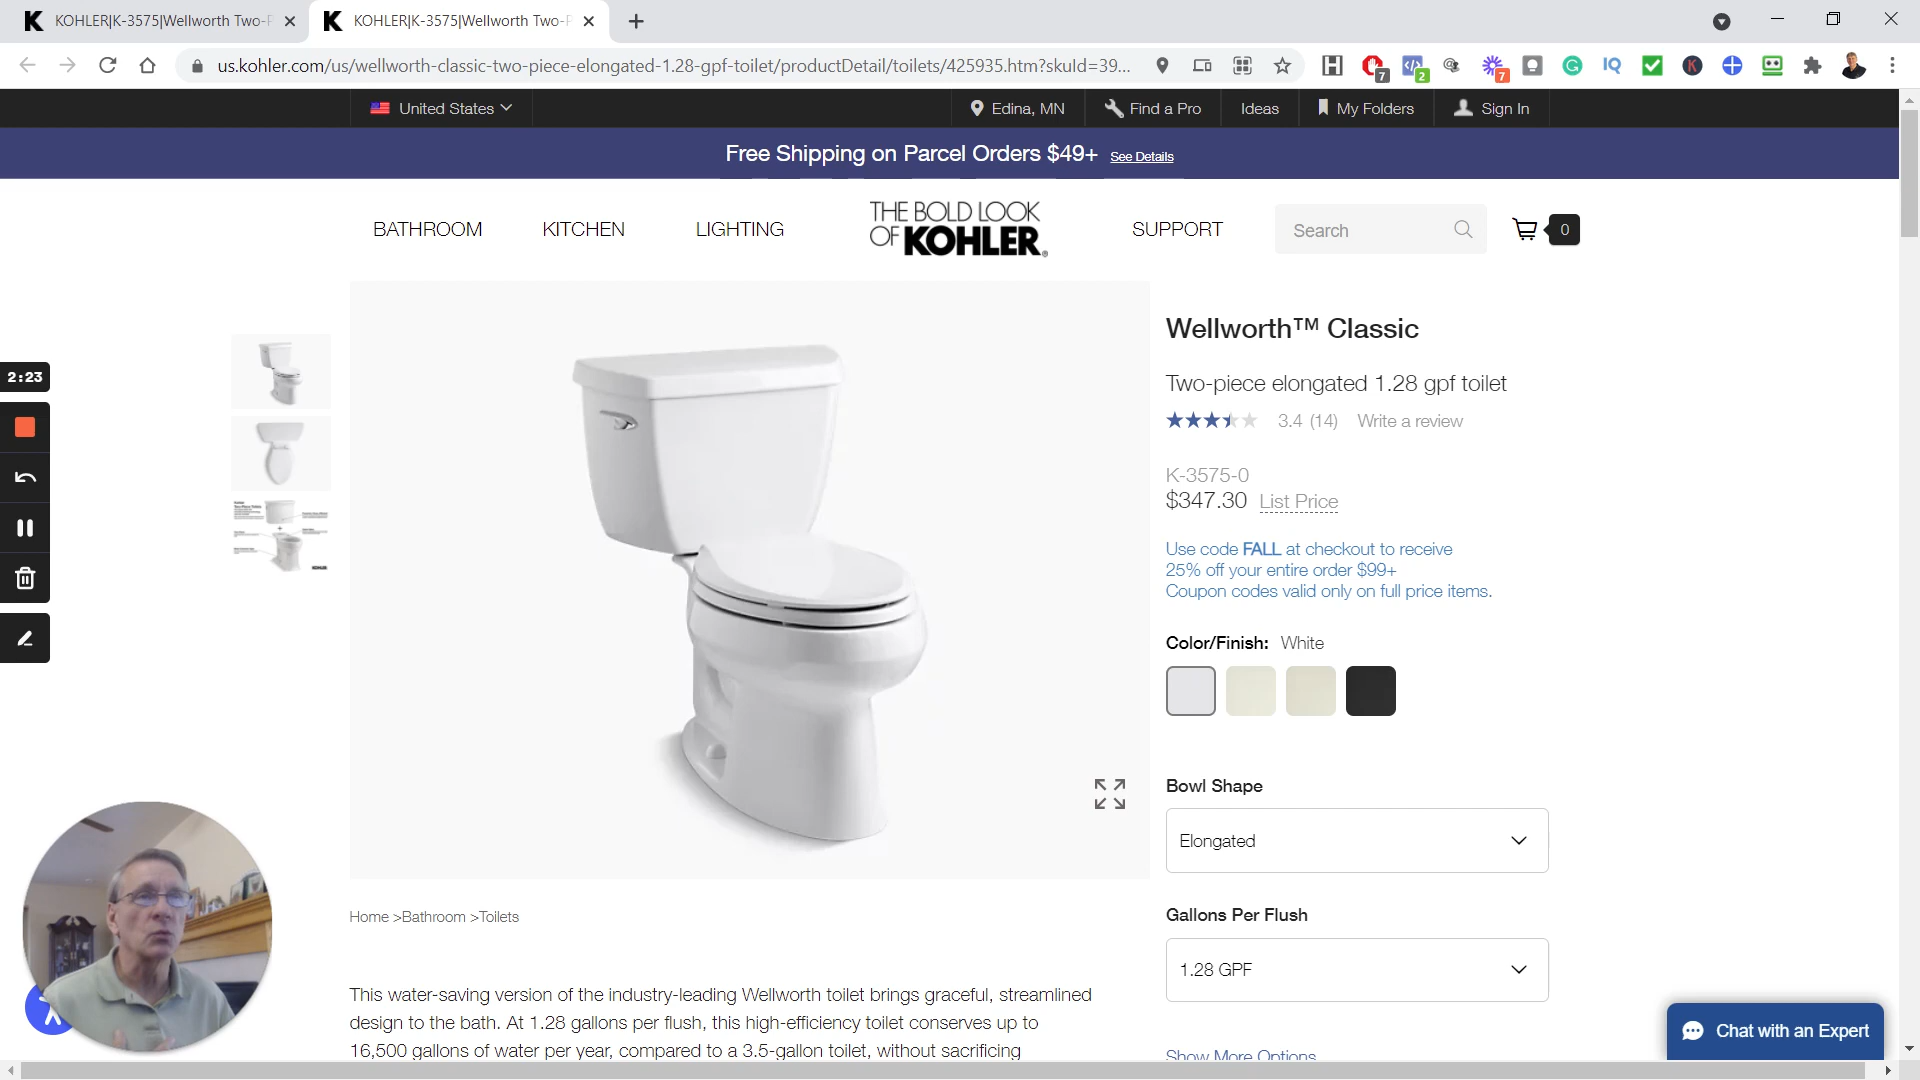 KOHLER|K-3575|Wellworth Two-P
KOHLER|K-3575|Wellworth Two-P
us.kohler.com/us/wellworth-classic-two-piece-elongated-1.28-gpf-toilet/productDetail/toilets/425935.htm?skuId=39...
7
2
7
IQ
United States
Edina, MN
Find a Pro
Ideas
My Folders
Sign In
Free Shipping on Parcel Orders $49+ See Details
BATHROOM
KITCHEN
LIGHTING
THE BOLD LOOK
OF KOHLER®
SUPPORT
Search
0
2:23
Wellworth™ Classic
Two-piece elongated 1.28 gpf toilet
3.4 (14) Write a review
K-3575-0
$347.30 List Price
Use code FALL at checkout to receive
25% off your entire order $99+
Coupon codes valid only on full price items.
Color/Finish: White
Bowl Shape
Elongated
Gallons Per Flush
1.28 GPF
Show More Options
Home >Bathroom >Toilets
This water-saving version of the industry-leading Wellworth toilet brings graceful, streamlined
design to the bath. At 1.28 gallons per flush, this high-efficiency toilet conserves up to
16,500 gallons of water per year, compared to a 3.5-gallon toilet, without sacrificing
Chat with an Expert